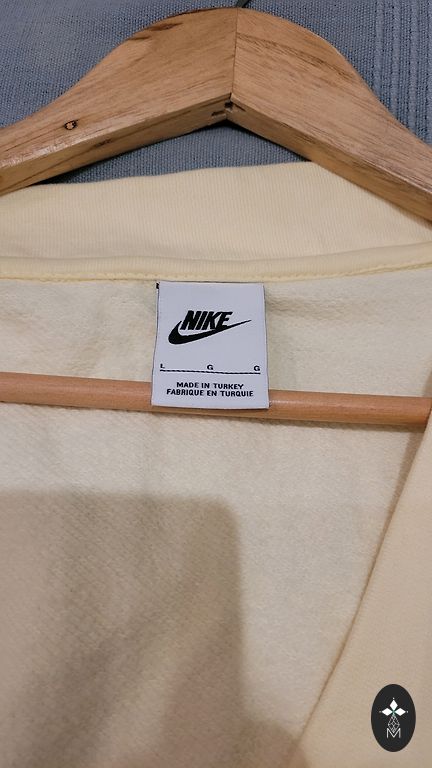 NIKE
L G G
MADE IN TURKEY
FABRIQUE EN TURQUIE
M